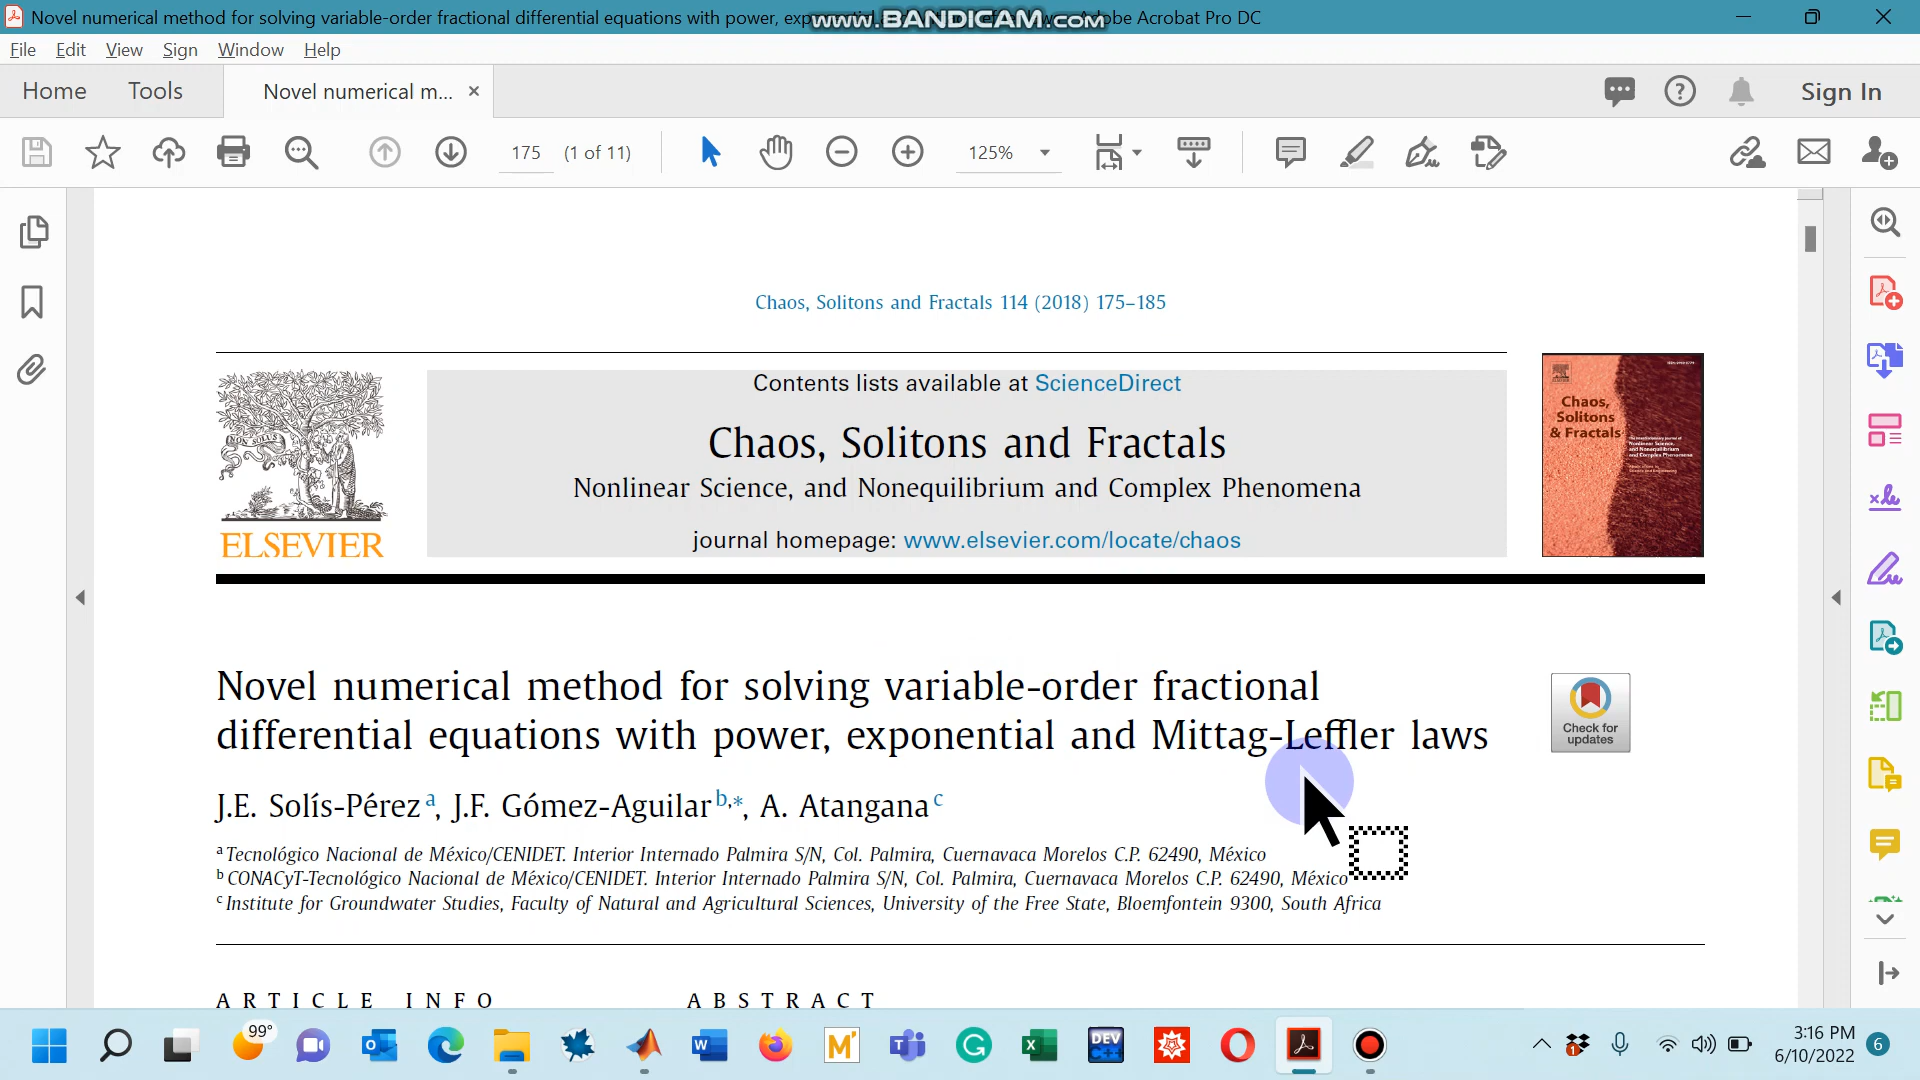 Novel numerical method for solving variable-order fractional differential equations with power,
www.BANDICAM.com
Adobe Acrobat Pro DC
File Edit View Sign Window Help
Home Tools Novel numerical m... × Sign In
175 (1 of 11) 125%
Chaos, Solitons and Fractals 114 (2018) 175–185
Contents lists available at ScienceDirect
Chaos, Solitons and Fractals
Nonlinear Science, and Nonequilibrium and Complex Phenomena
journal homepage: www.elsevier.com/locate/chaos
NON SOLUS
ELSEVIER
Chaos,
Solitons
& Fractals
Novel numerical method for solving variable-order fractional
differential equations with power, exponential and Mittag-Leffler laws
Check for
updates
J.E. Solís-Pérez a, J.F. Gómez-Aguilar b,*, A. Atangana c
a Tecnológico Nacional de México/CENIDET. Interior Internado Palmira S/N, Col. Palmira, Cuernavaca Morelos C.P. 62490, México
b CONACyT-Tecnológico Nacional de México/CENIDET. Interior Internado Palmira S/N, Col. Palmira, Cuernavaca Morelos C.P. 62490, México
c Institute for Groundwater Studies, Faculty of Natural and Agricultural Sciences, University of the Free State, Bloemfontein 9300, South Africa
ARTICLE INFO
ABSTRACT
99°
DEV
C++
3:16 PM
6/10/2022
6